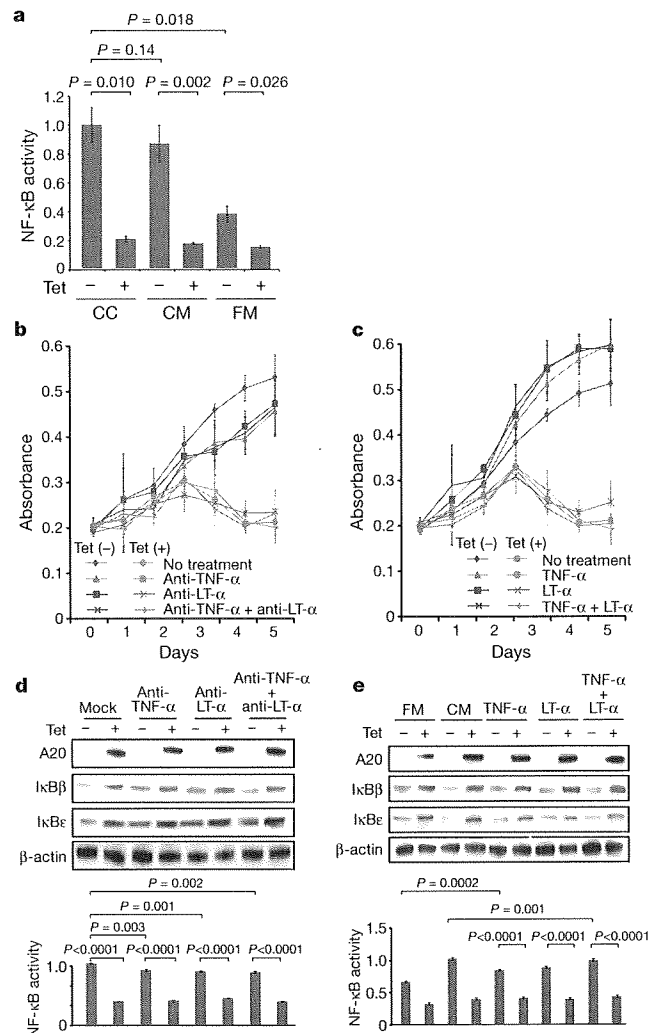 a
P = 0.018
P = 0.14
P = 0.010 P = 0.002 P = 0.026
NF-κB activity
1.2
1.0
0.8
0.6
0.4
0.2
0
Tet − + − + − +
CC CM FM
b
Absorbance
0.6
0.5
0.4
0.3
0.2
0.1
0
Tet (−) Tet (+)
No treatment
Anti-TNF-α
Anti-LT-α
Anti-TNF-α + anti-LT-α
0 1 2 3 4 5
Days
c
Absorbance
0.6
0.5
0.4
0.3
0.2
0.1
0
Tet (−) Tet (+)
No treatment
TNF-α
LT-α
TNF-α + LT-α
0 1 2 3 4 5
Days
d
Mock Anti-TNF-α Anti-LT-α Anti-TNF-α + anti-LT-α
Tet − + − + − + − +
A20
IκBβ
IκBε
β-actin
P = 0.002
P = 0.001
P = 0.003
P<0.0001 P<0.0001 P<0.0001 P<0.0001
NF-κB activity
1.0
0
e
FM CM TNF-α LT-α TNF-α + LT-α
Tet − + − + − + − + − +
A20
IκBβ
IκBε
β-actin
P = 0.0002
P = 0.001
P<0.0001 P<0.0001 P<0.0001
NF-κB activity
1.5
1.0
0.5
0